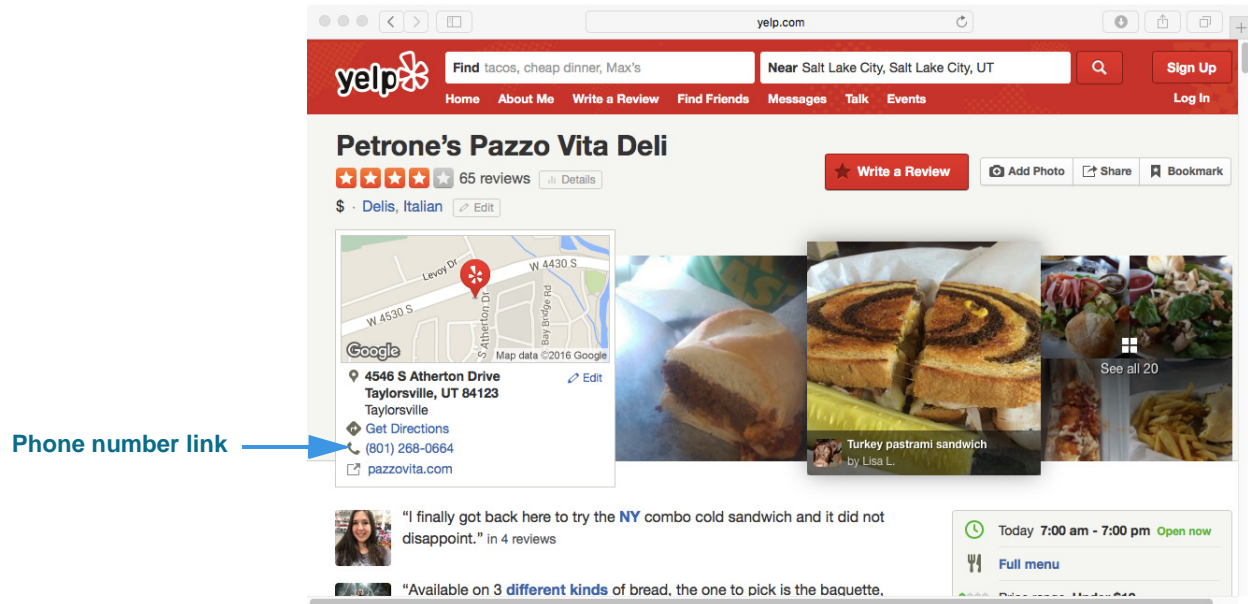 yelp.com
yelp
Find tacos, cheap dinner, Max's
Near Salt Lake City, Salt Lake City, UT
Sign Up
Home About Me Write a Review Find Friends Messages Talk Events
Log In
Petrone's Pazzo Vita Deli
65 reviews Details
Write a Review
Add Photo Share Bookmark
$ · Delis, Italian Edit
Levoy Dr
W 4430 S
W 4530 S
S Atherton Dr
Bay Bridge Rd
Google
Map data ©2016 Google
4546 S Atherton Drive
Edit
Taylorsville, UT 84123
Taylorsville
Get Directions
Phone number link
(801) 268-0664
pazzovita.com
Turkey pastrami sandwich
by Lisa L.
See all 20
"I finally got back here to try the NY combo cold sandwich and it did not
disappoint." in 4 reviews
"Available on 3 different kinds of bread, the one to pick is the baguette,
Today 7:00 am - 7:00 pm Open now
Full menu
Price range Under $10